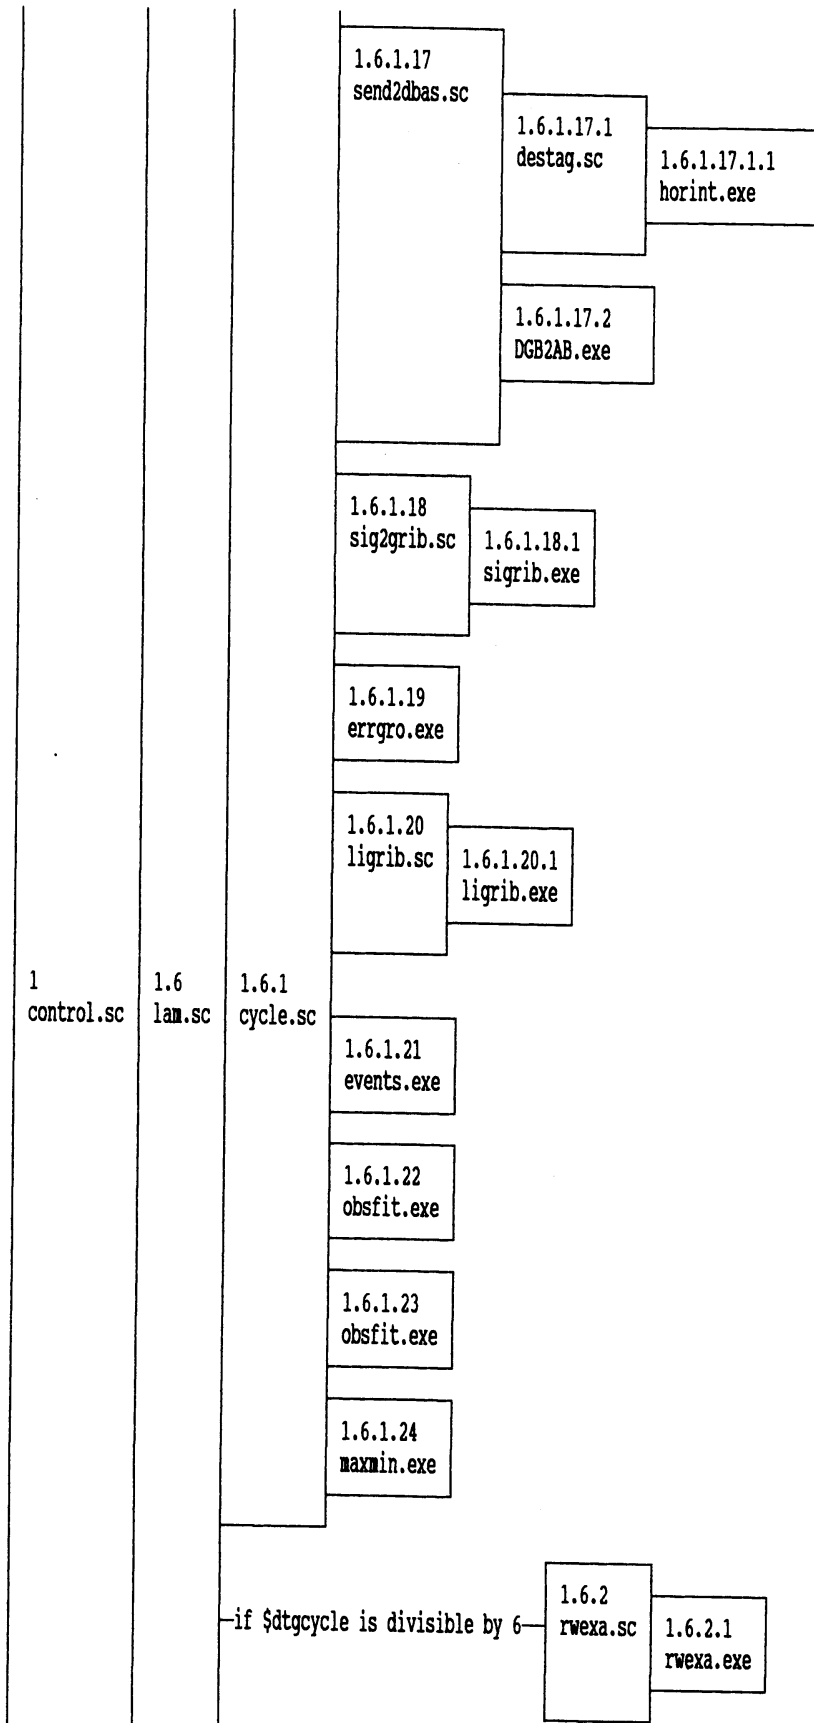 1.6.1.17
send2dbas.sc
1.6.1.17.1
destag.sc
1.6.1.17.1.1
horint.exe
1.6.1.17.2
DGB2AB.exe
1.6.1.18
sig2grib.sc
1.6.1.18.1
sigrib.exe
1.6.1.19
errgro.exe
1.6.1.20
ligrib.sc
1.6.1.20.1
ligrib.exe
1
control.sc
1.6
lam.sc
1.6.1
cycle.sc
1.6.1.21
events.exe
1.6.1.22
obsfit.exe
1.6.1.23
obsfit.exe
1.6.1.24
maxmin.exe
if $dtgcycle is divisible by 6
1.6.2
rwexa.sc
1.6.2.1
rwexa.exe